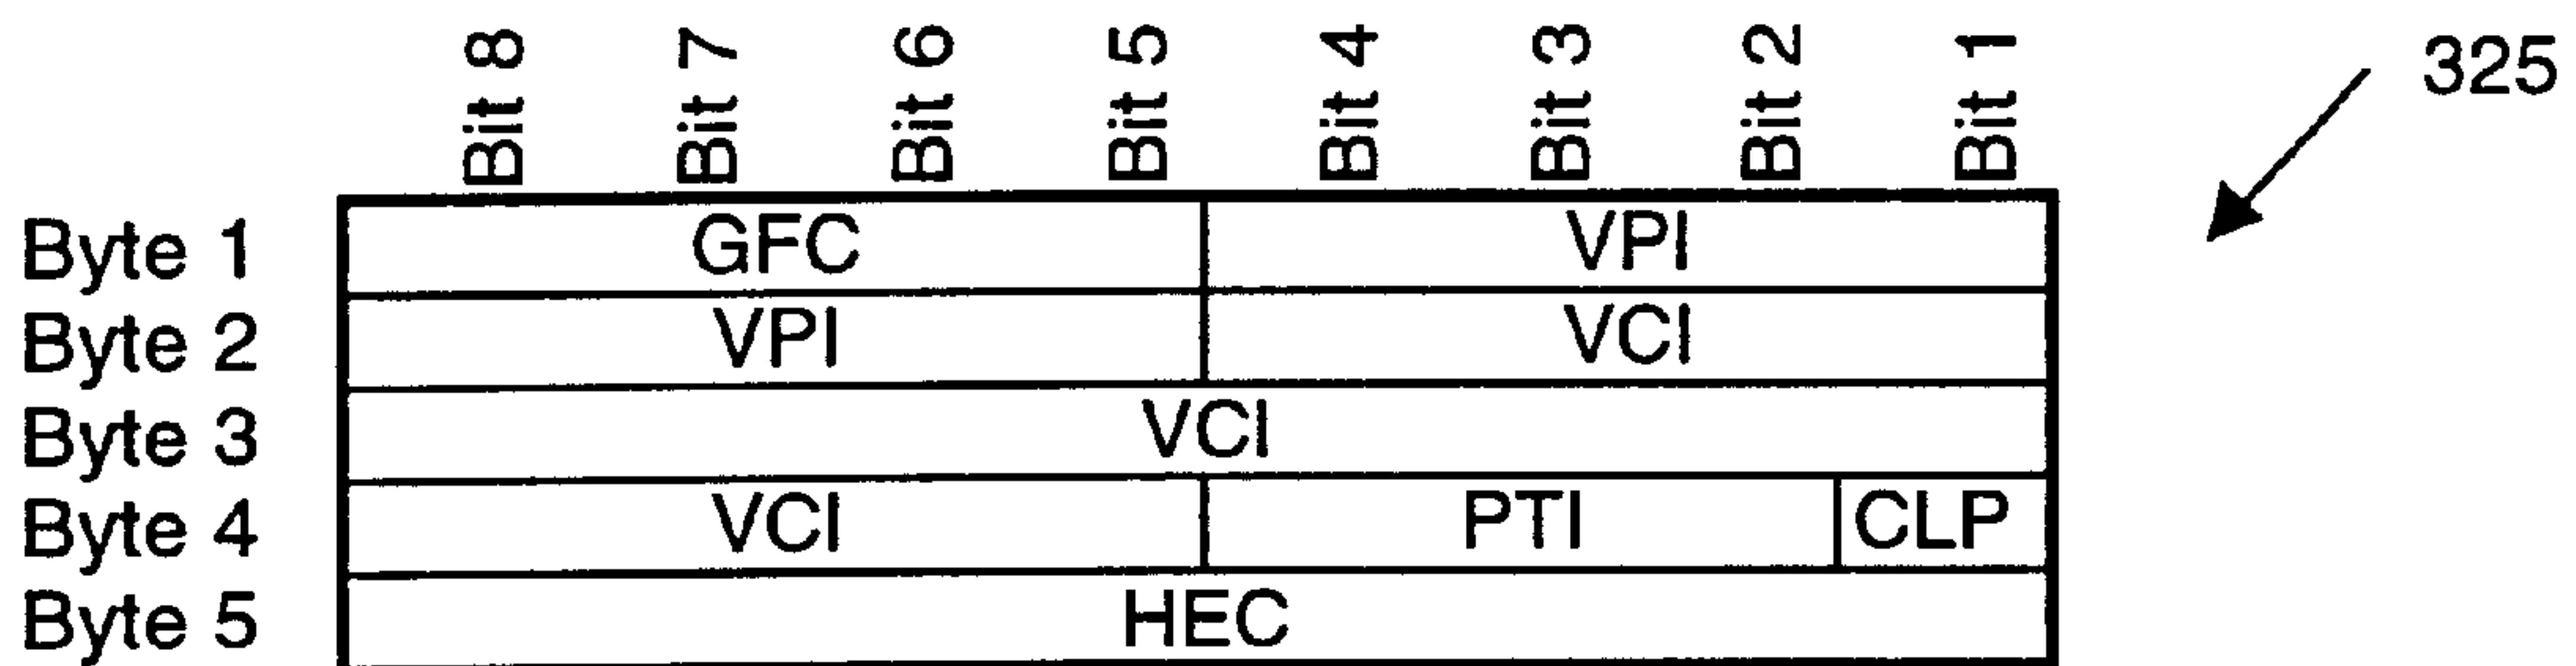 Bit 8 Bit 7 Bit 6 Bit 5 Bit 4 Bit 3 Bit 2 Bit 1 325
Byte 1 GFC VPI
Byte 2 VPI VCI
Byte 3 VCI
Byte 4 VCI PTI CLP
Byte 5 HEC